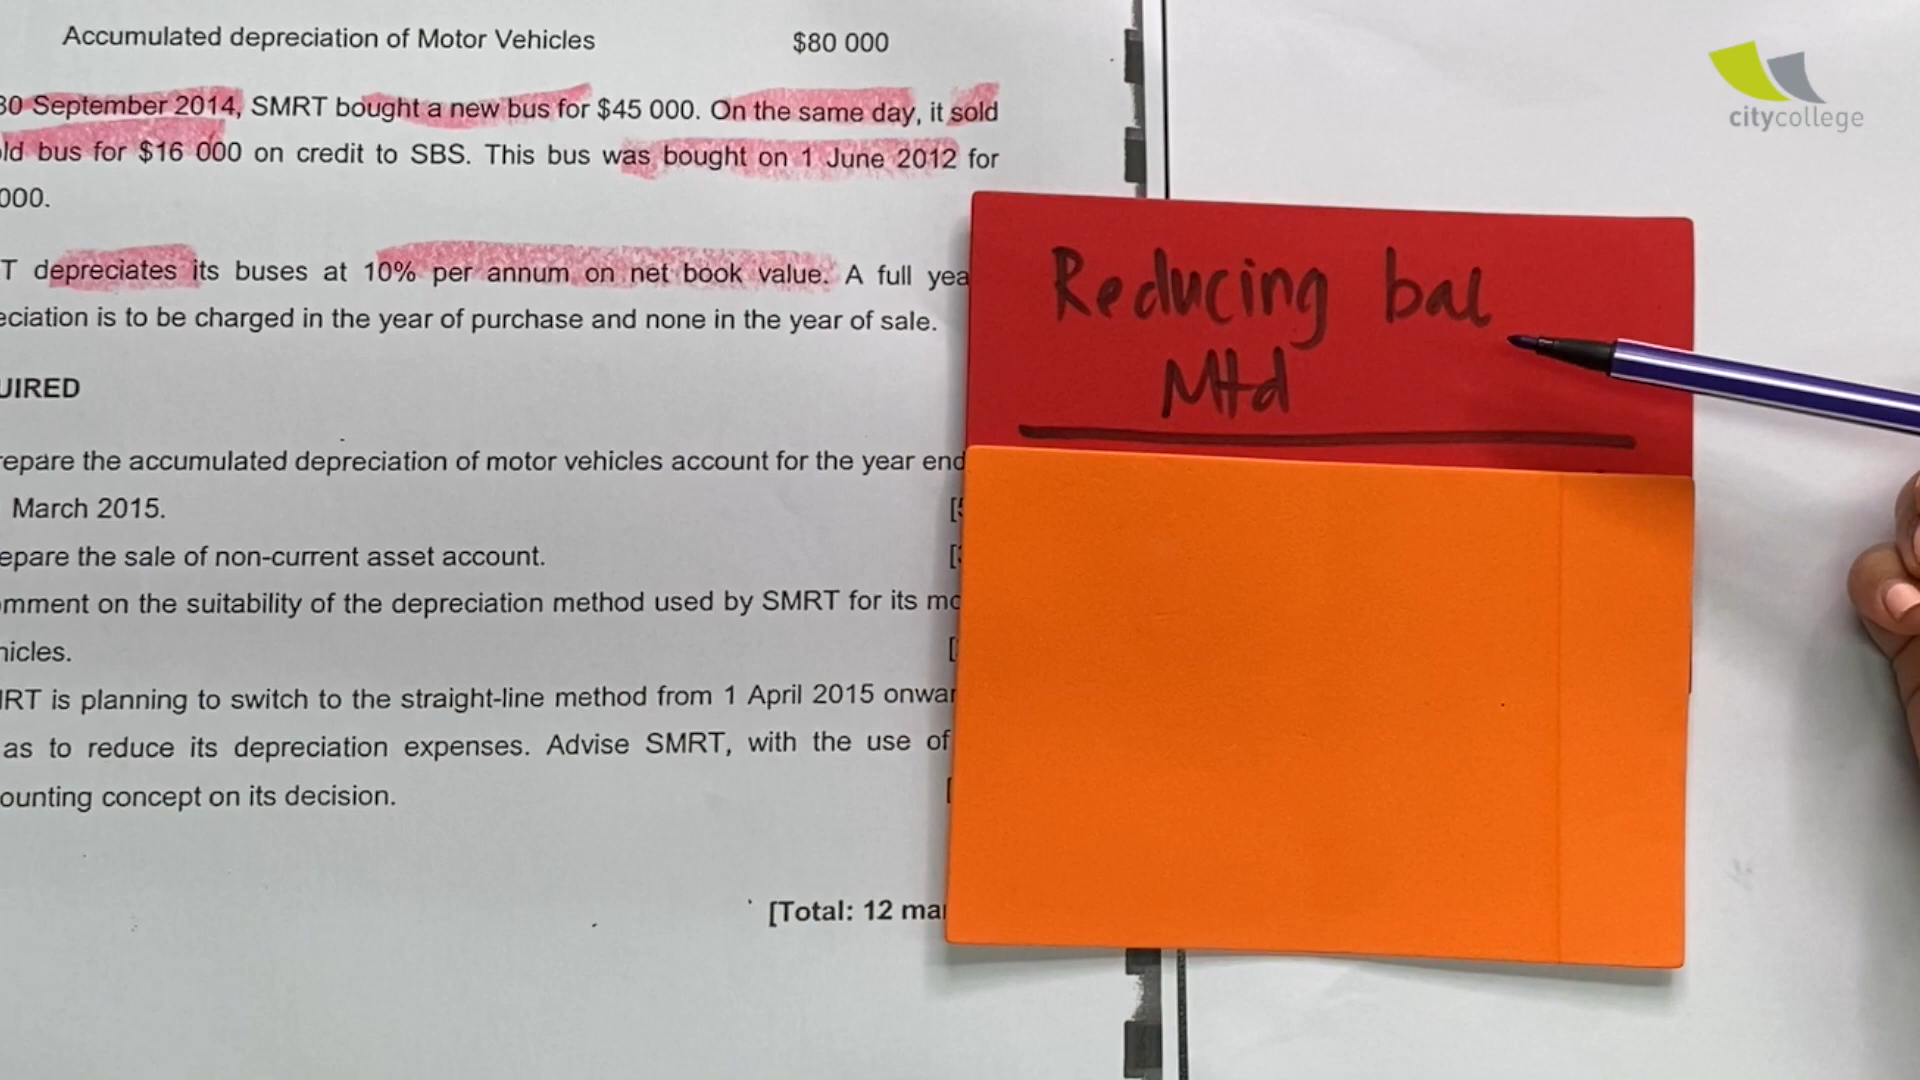 Accumulated depreciation of Motor Vehicles $80 000
30 September 2014, SMRT bought a new bus for $45 000. On the same day, it sold
ld bus for $16 000 on credit to SBS. This bus was bought on 1 June 2012 for
000.
T depreciates its buses at 10% per annum on net book value. A full yea
eciation is to be charged in the year of purchase and none in the year of sale.
UIRED
repare the accumulated depreciation of motor vehicles account for the year end
March 2015. [5
epare the sale of non-current asset account. [
omment on the suitability of the depreciation method used by SMRT for its mo
hicles. [
IRT is planning to switch to the straight-line method from 1 April 2015 onwar
as to reduce its depreciation expenses. Advise SMRT, with the use of
ounting concept on its decision. [
[Total: 12 mar
Reducing bal
Mtd
citycollege